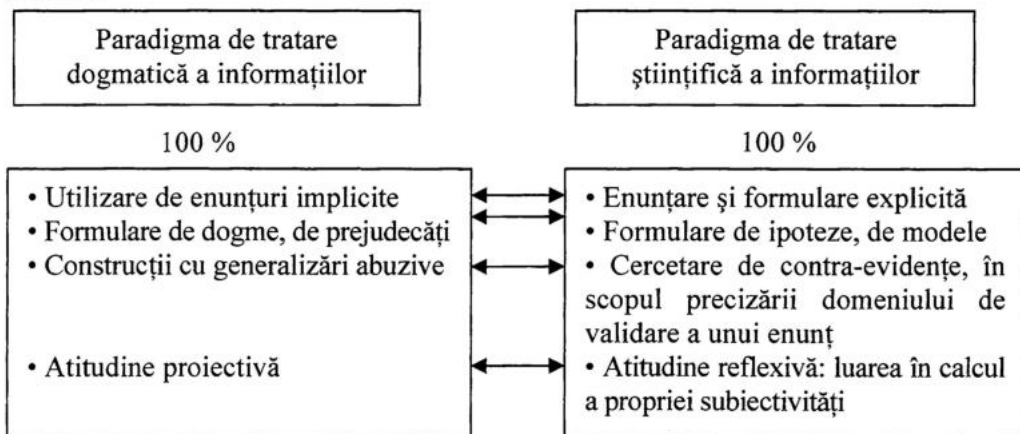 Paradigma de tratare
dogmatică a informațiilor
100 %
• Utilizare de enunțuri implicite
• Formulare de dogme, de prejudecăți
• Construcții cu generalizări abuzive
• Atitudine proiectivă
Paradigma de tratare
științifică a informațiilor
100 %
• Enunțare și formulare explicită
• Formulare de ipoteze, de modele
• Cercetare de contra-evidențe, în
scopul precizării domeniului de
validare a unui enunț
• Atitudine reflexivă: luarea în calcul
a propriei subiectivități